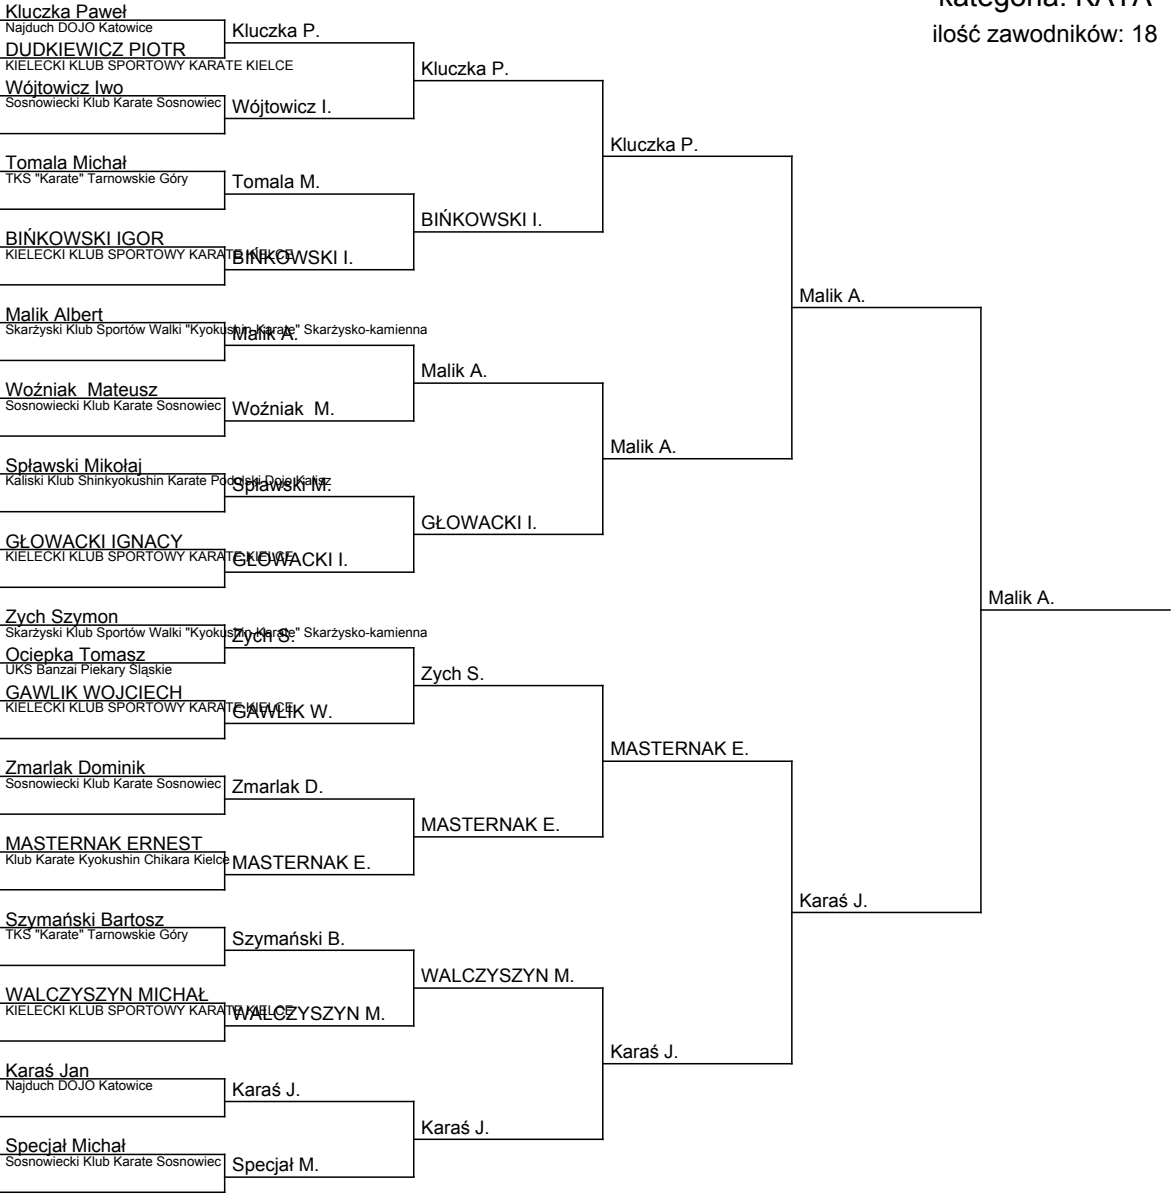 kategoria: KATA
ilość zawodników: 18
Kluczka Paweł
Najduch DOJO Katowice
DUDKIEWICZ PIOTR
KIELECKI KLUB SPORTOWY KARATE KIELCE
Wójtowicz Iwo
Sosnowiecki Klub Karate Sosnowiec
Tomala Michał
TKS "Karate" Tarnowskie Góry
BIŃKOWSKI IGOR
KIELECKI KLUB SPORTOWY KARATE KIELCE
Malik Albert
Skarżyski Klub Sportów Walki "Kyokushin-Karate" Skarżysko-kamienna
Woźniak  Mateusz
Sosnowiecki Klub Karate Sosnowiec
Spławski Mikołaj
Kaliski Klub Shinkyokushin Karate Podolski Dojo Kalisz
GŁOWACKI IGNACY
KIELECKI KLUB SPORTOWY KARATE KIELCE
Zych Szymon
Skarżyski Klub Sportów Walki "Kyokushin-Karate" Skarżysko-kamienna
Ociepka Tomasz
UKS Banzai Piekary Śląskie
GAWLIK WOJCIECH
KIELECKI KLUB SPORTOWY KARATE KIELCE
Zmarlak Dominik
Sosnowiecki Klub Karate Sosnowiec
MASTERNAK ERNEST
Klub Karate Kyokushin Chikara Kielce
Szymański Bartosz
TKS "Karate" Tarnowskie Góry
WALCZYSZYN MICHAŁ
KIELECKI KLUB SPORTOWY KARATE KIELCE
Karaś Jan
Najduch DOJO Katowice
Specjał Michał
Sosnowiecki Klub Karate Sosnowiec
Kluczka P.
Wójtowicz I.
Tomala M.
BIŃKOWSKI I.
Malik A.
Woźniak  M.
Spławski M.
GŁOWACKI I.
Zych S.
GAWLIK W.
Zmarlak D.
MASTERNAK E.
Szymański B.
WALCZYSZYN M.
Karaś J.
Specjał M.
Kluczka P.
BIŃKOWSKI I.
Malik A.
GŁOWACKI I.
Zych S.
MASTERNAK E.
WALCZYSZYN M.
Karaś J.
Kluczka P.
Malik A.
MASTERNAK E.
Karaś J.
Malik A.
Karaś J.
Malik A.